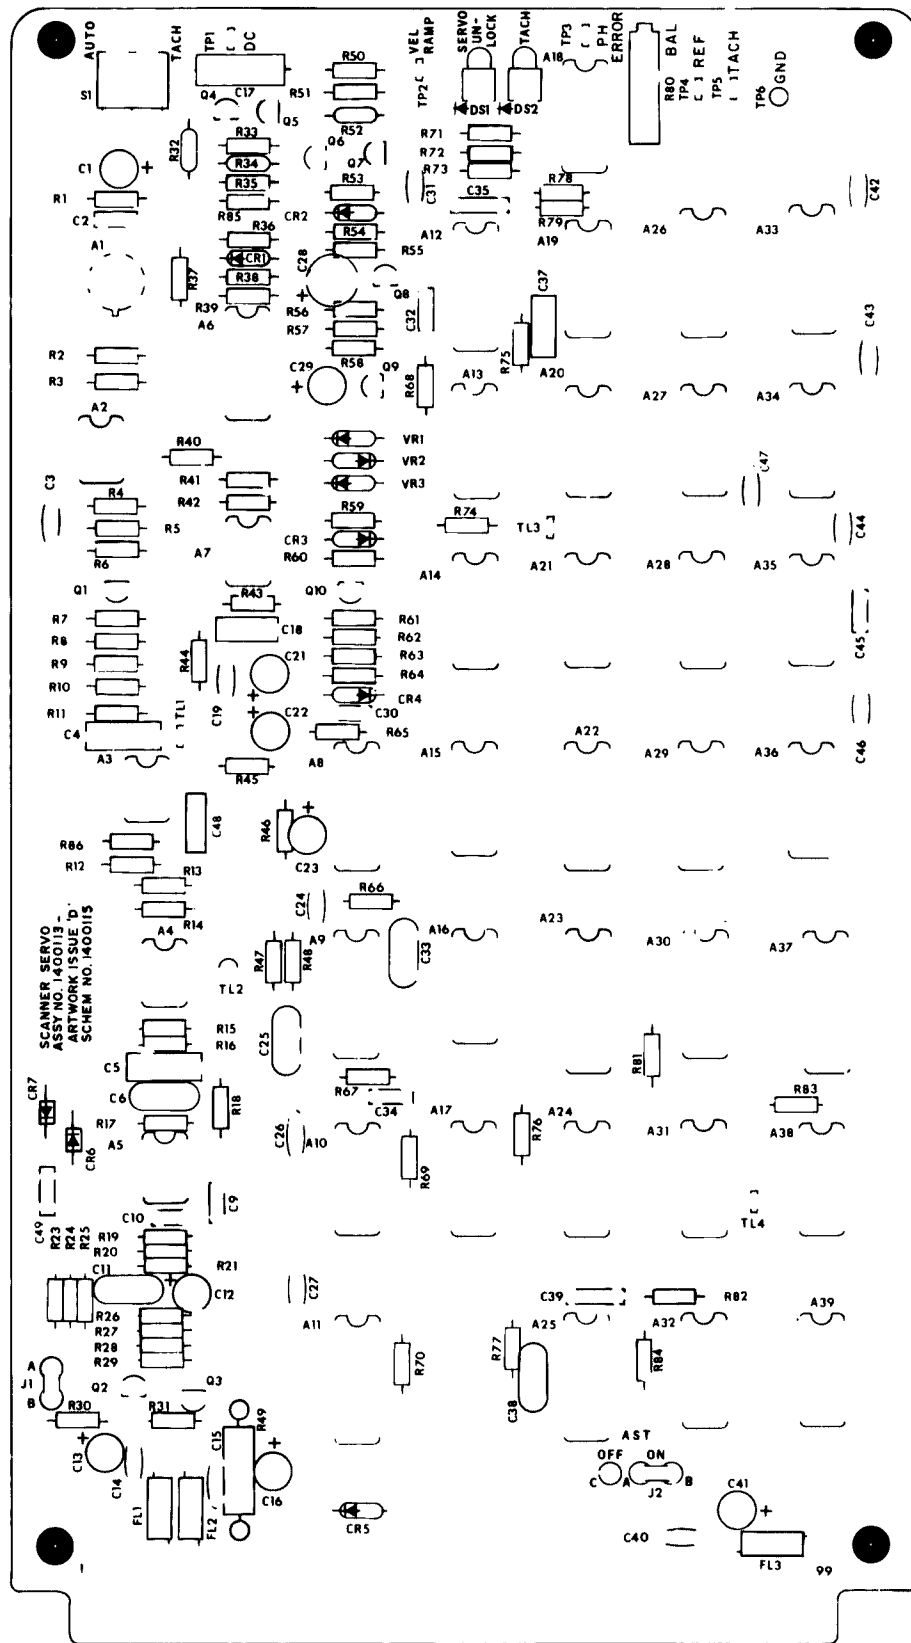 AUTO
TACH
S1
TP1
DC
C17
Q4
Q5
R50
R51
R52
VEL
RAMP
TP2
SERVO
UN-
LOCK
TACH
DS1
DS2
TP3
PH
ERROR
A18
R80
BAL
TP4
REF
TP5
TACH
TP6
GND
R71
R72
R73
C1
+
R1
C2
A1
R32
R33
R34
R35
R85
R36
CR1
R37
R38
R39
A6
Q6
Q7
R53
CR2
R54
R55
C28
+
Q8
R56
R57
R58
C29
+
Q9
C31
C35
A12
C32
R68
A13
R78
R79
A19
C37
R75
A20
A26
A33
C42
C43
R2
R3
A2
A27
A34
R40
R41
R42
VR1
VR2
VR3
C3
R4
R5
R6
A7
R59
CR3
R60
R74
TL3
A14
A21
A28
A35
C47
C44
Q1
R43
Q10
R7
R8
R9
R10
R11
C4
A3
C18
R44
C21
+
C19
C22
+
TL1
R45
R61
R62
R63
R64
CR4
C30
R65
A8
A15
A22
A29
A36
C45
C46
R86
R12
R13
R14
A4
C48
R46
+
C23
C24
R66
A9
C33
A16
A23
A30
A37
SCANNER SERVO
ASSY NO. 1400113-
ARTWORK ISSUE 'D'
SCHEM NO. 1400115
R47
R48
TL2
R15
R16
C5
C6
R17
A5
R18
C25
C26
A10
R67
C34
R69
A17
R76
A24
R81
A31
R83
A38
CR7
CR6
C49
R23
R24
R25
C9
C10
R19
R20
R21
C11
+
C12
C27
TL4
R26
R27
R28
R29
A11
R70
C39
A25
R77
C38
R82
A32
R84
A39
A
J1
B
Q2
Q3
R30
R31
+
C13
C14
C15
R49
+
C16
FL1
FL2
CR5
AST
OFF
ON
C
A
J2
B
C41
+
C40
FL3
99